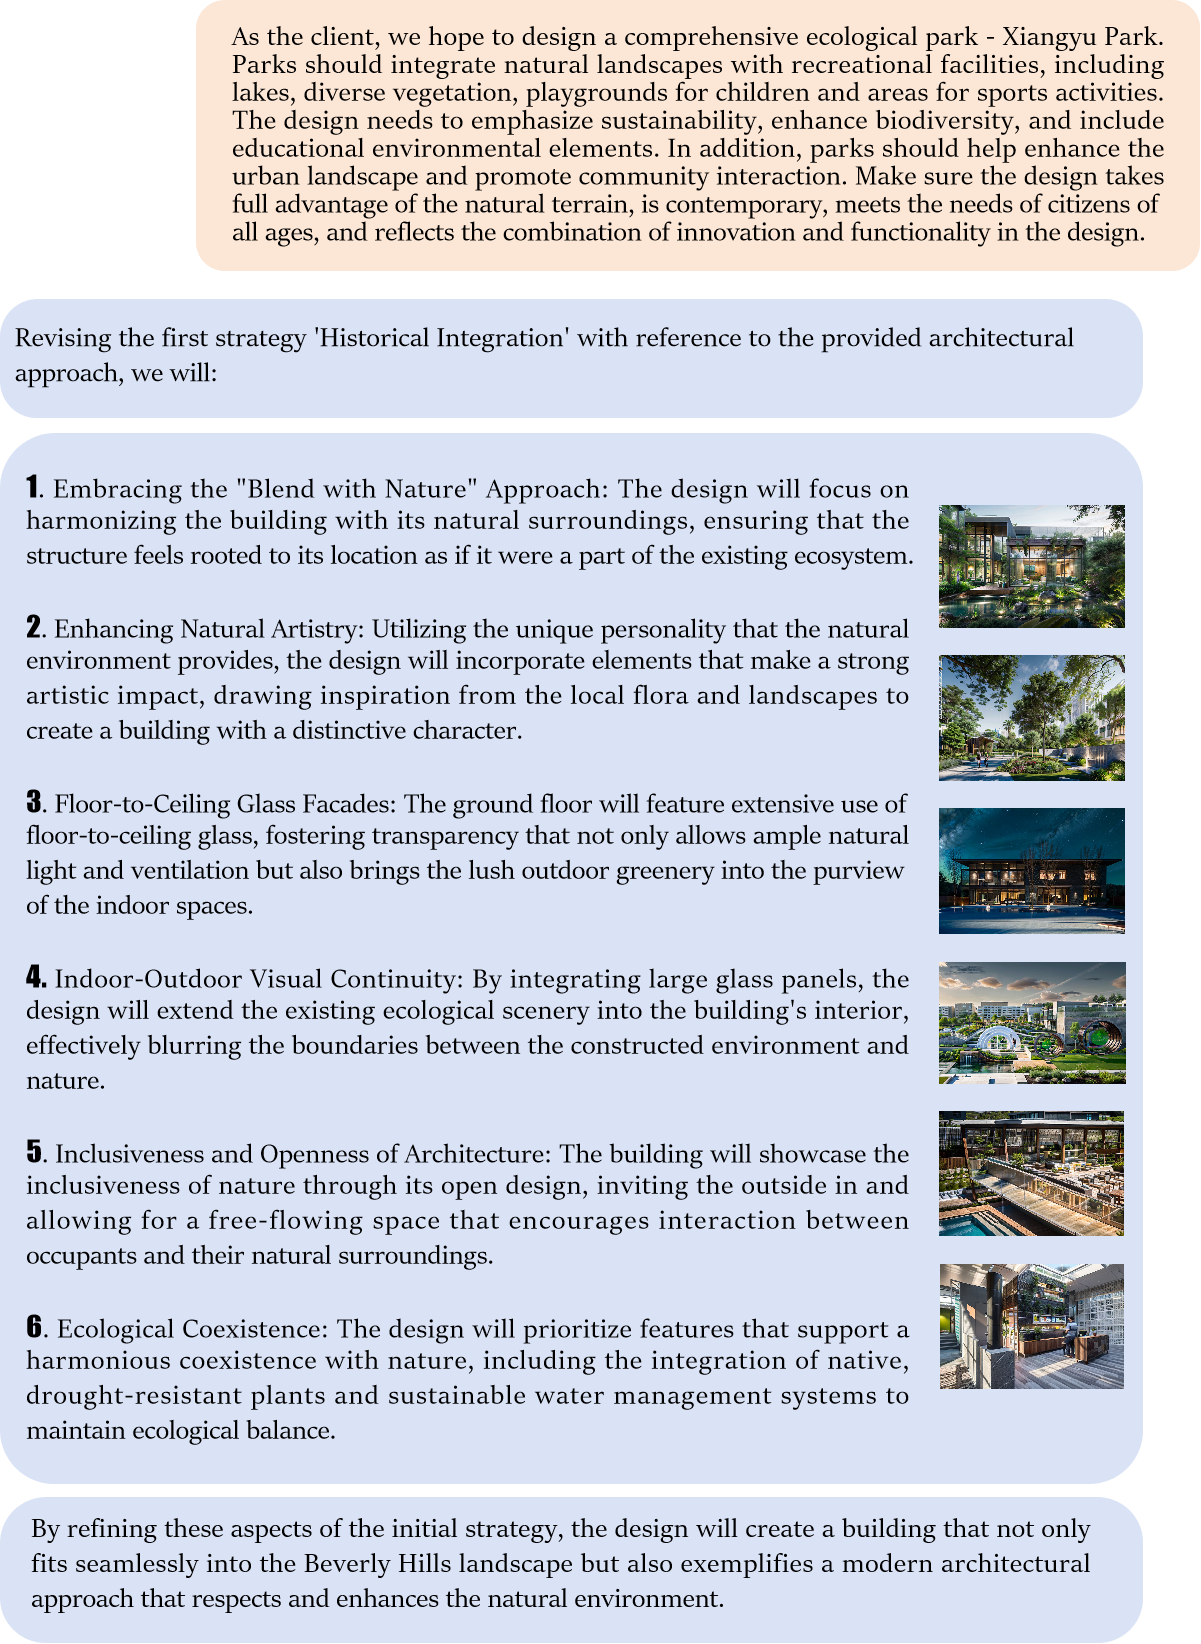 As the client, we hope to design a comprehensive ecological park - Xiangyu Park.
Parks should integrate natural landscapes with recreational facilities, including
lakes, diverse vegetation, playgrounds for children and areas for sports activities.
The design needs to emphasize sustainability, enhance biodiversity, and include
educational environmental elements. In addition, parks should help enhance the
urban landscape and promote community interaction. Make sure the design takes
full advantage of the natural terrain, is contemporary, meets the needs of citizens of
all ages, and reflects the combination of innovation and functionality in the design.
Revising the first strategy 'Historical Integration' with reference to the provided architectural
approach, we will:
1. Embracing the "Blend with Nature" Approach: The design will focus on
harmonizing the building with its natural surroundings, ensuring that the
structure feels rooted to its location as if it were a part of the existing ecosystem.
2. Enhancing Natural Artistry: Utilizing the unique personality that the natural
environment provides, the design will incorporate elements that make a strong
artistic impact, drawing inspiration from the local flora and landscapes to
create a building with a distinctive character.
3. Floor-to-Ceiling Glass Facades: The ground floor will feature extensive use of
floor-to-ceiling glass, fostering transparency that not only allows ample natural
light and ventilation but also brings the lush outdoor greenery into the purview
of the indoor spaces.
4. Indoor-Outdoor Visual Continuity: By integrating large glass panels, the
design will extend the existing ecological scenery into the building's interior,
effectively blurring the boundaries between the constructed environment and
nature.
5. Inclusiveness and Openness of Architecture: The building will showcase the
inclusiveness of nature through its open design, inviting the outside in and
allowing for a free-flowing space that encourages interaction between
occupants and their natural surroundings.
6. Ecological Coexistence: The design will prioritize features that support a
harmonious coexistence with nature, including the integration of native,
drought-resistant plants and sustainable water management systems to
maintain ecological balance.
By refining these aspects of the initial strategy, the design will create a building that not only
fits seamlessly into the Beverly Hills landscape but also exemplifies a modern architectural
approach that respects and enhances the natural environment.